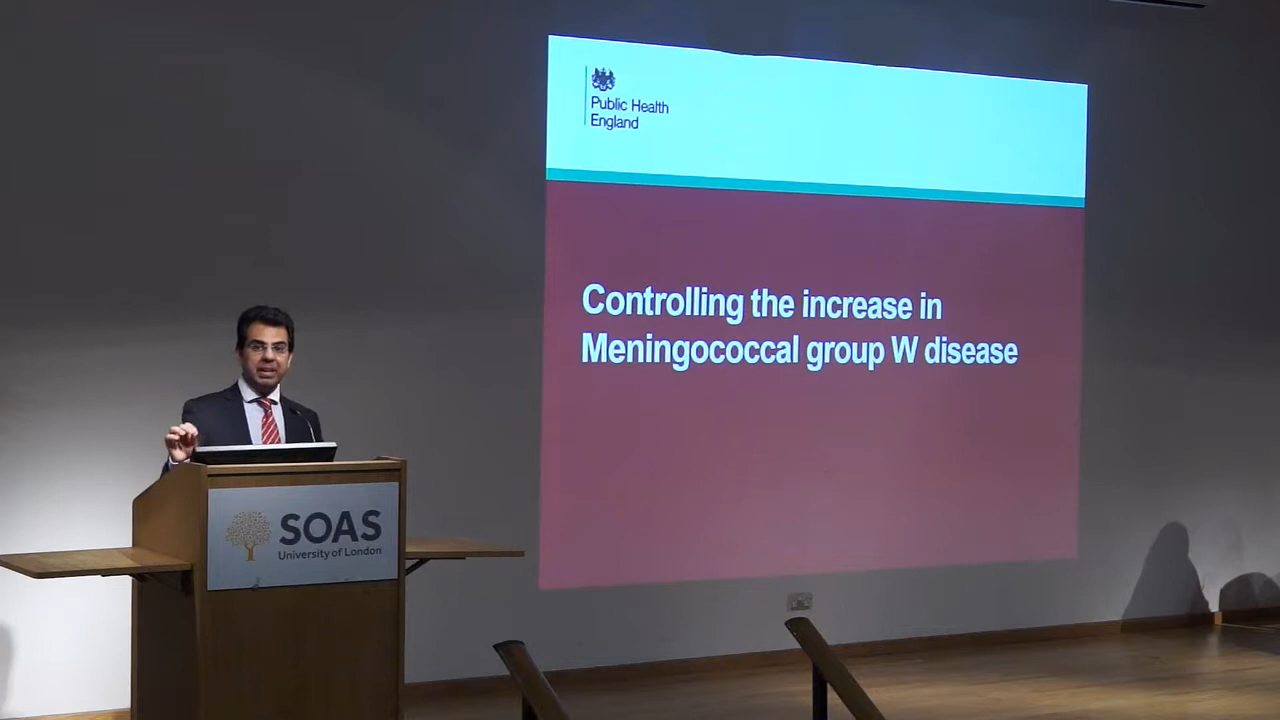 Public Health
England
Controlling the increase in
Meningococcal group W disease
SOAS
University of London